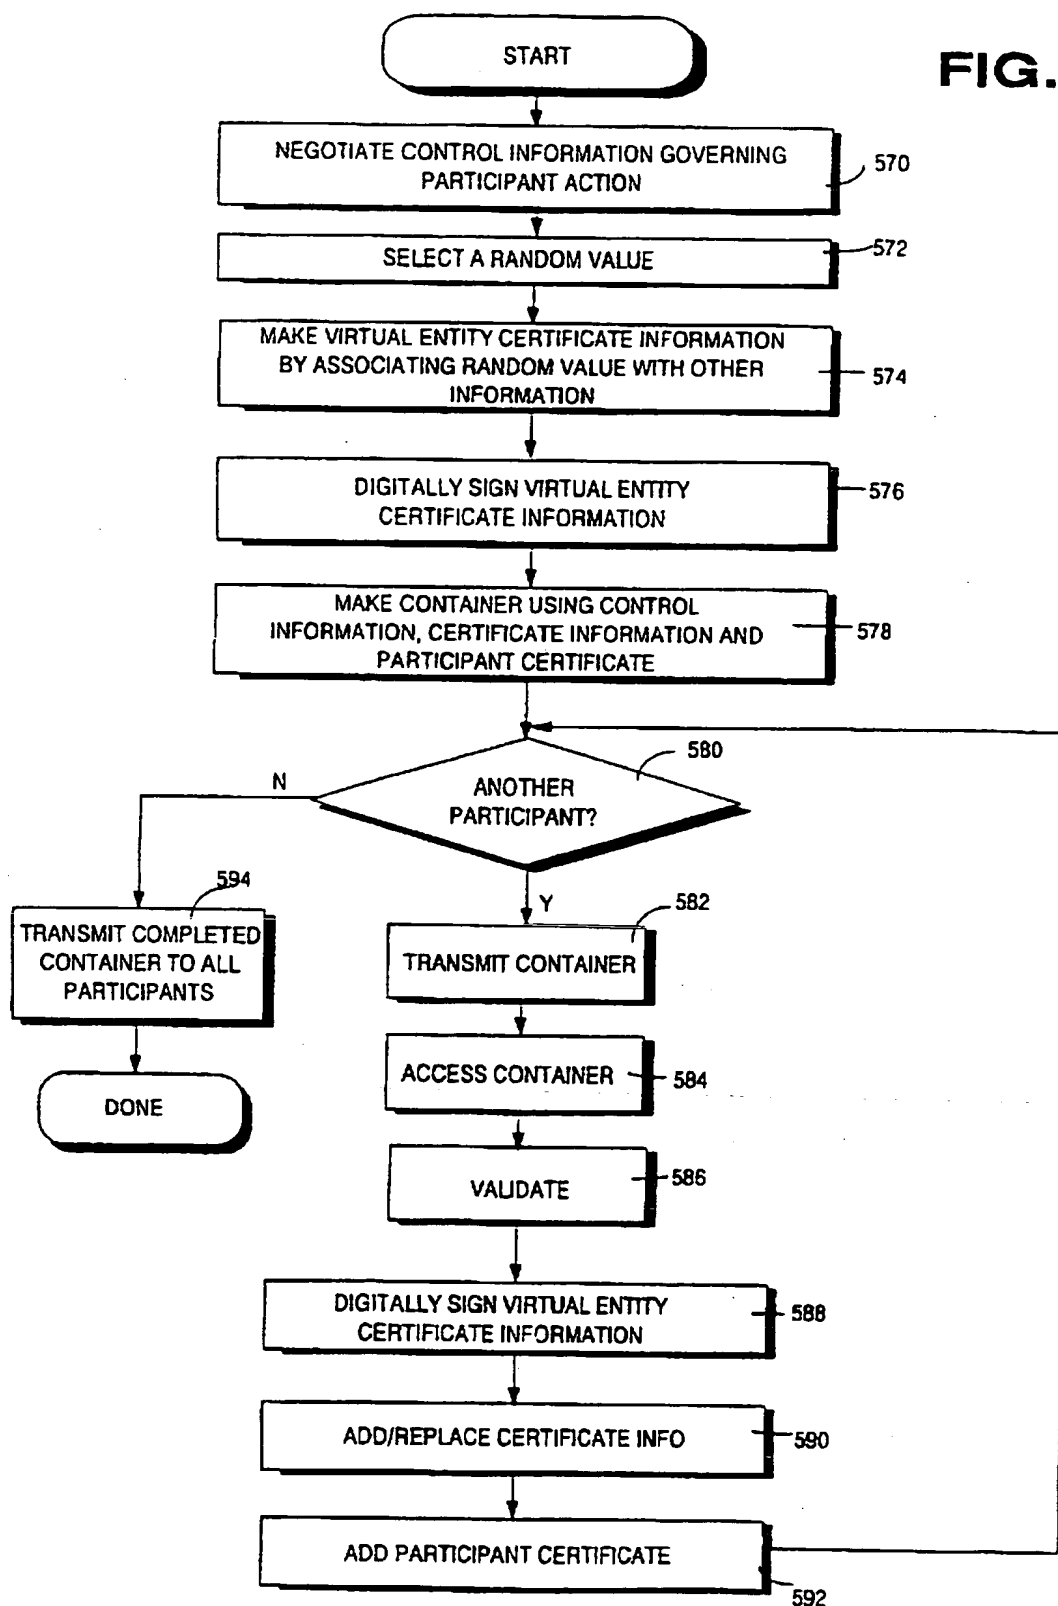 START
FIG.
NEGOTIATE CONTROL INFORMATION GOVERNING
PARTICIPANT ACTION
570
SELECT A RANDOM VALUE
572
MAKE VIRTUAL ENTITY CERTIFICATE INFORMATION
BY ASSOCIATING RANDOM VALUE WITH OTHER
INFORMATION
574
DIGITALLY SIGN VIRTUAL ENTITY
CERTIFICATE INFORMATION
576
MAKE CONTAINER USING CONTROL
INFORMATION, CERTIFICATE INFORMATION AND
PARTICIPANT CERTIFICATE
578
580
N
ANOTHER
PARTICIPANT?
594
Y
582
TRANSMIT COMPLETED
CONTAINER TO ALL
PARTICIPANTS
TRANSMIT CONTAINER
ACCESS CONTAINER
584
DONE
VALIDATE
586
DIGITALLY SIGN VIRTUAL ENTITY
CERTIFICATE INFORMATION
588
ADD/REPLACE CERTIFICATE INFO
590
ADD PARTICIPANT CERTIFICATE
592